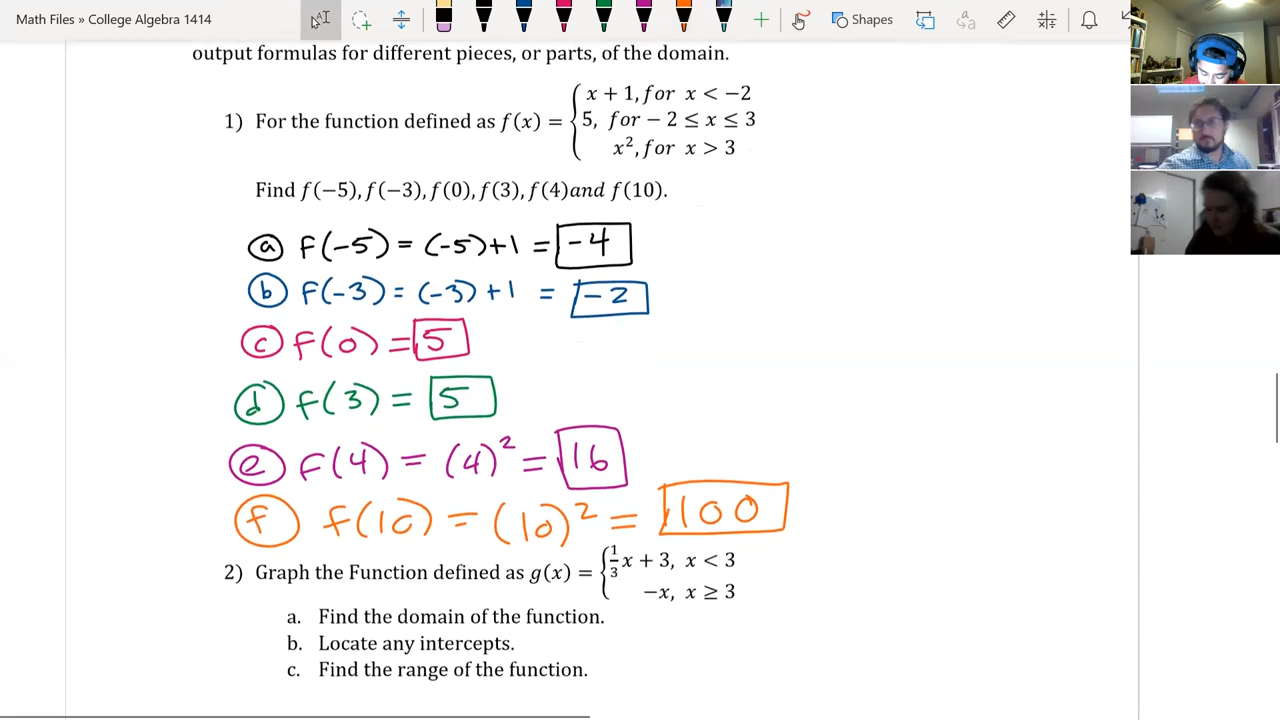 Math Files » College Algebra 1414
Shapes
output formulas for different pieces, or parts, of the domain.
1) For the function defined as f(x) = { x + 1, for x < −2
5, for − 2 ≤ x ≤ 3
x², for x > 3
Find f(−5), f(−3), f(0), f(3), f(4)and f(10).
ⓐ f(-5) = (-5)+1 = -4
ⓑ f(-3) = (-3)+1 = -2
ⓒ f(0) = 5
ⓓ f(3) = 5
ⓔ f(4) = (4)² = 16
ⓕ f(10) = (10)² = 100
2) Graph the Function defined as g(x) = { 1/3 x + 3, x < 3
−x, x ≥ 3
a. Find the domain of the function.
b. Locate any intercepts.
c. Find the range of the function.